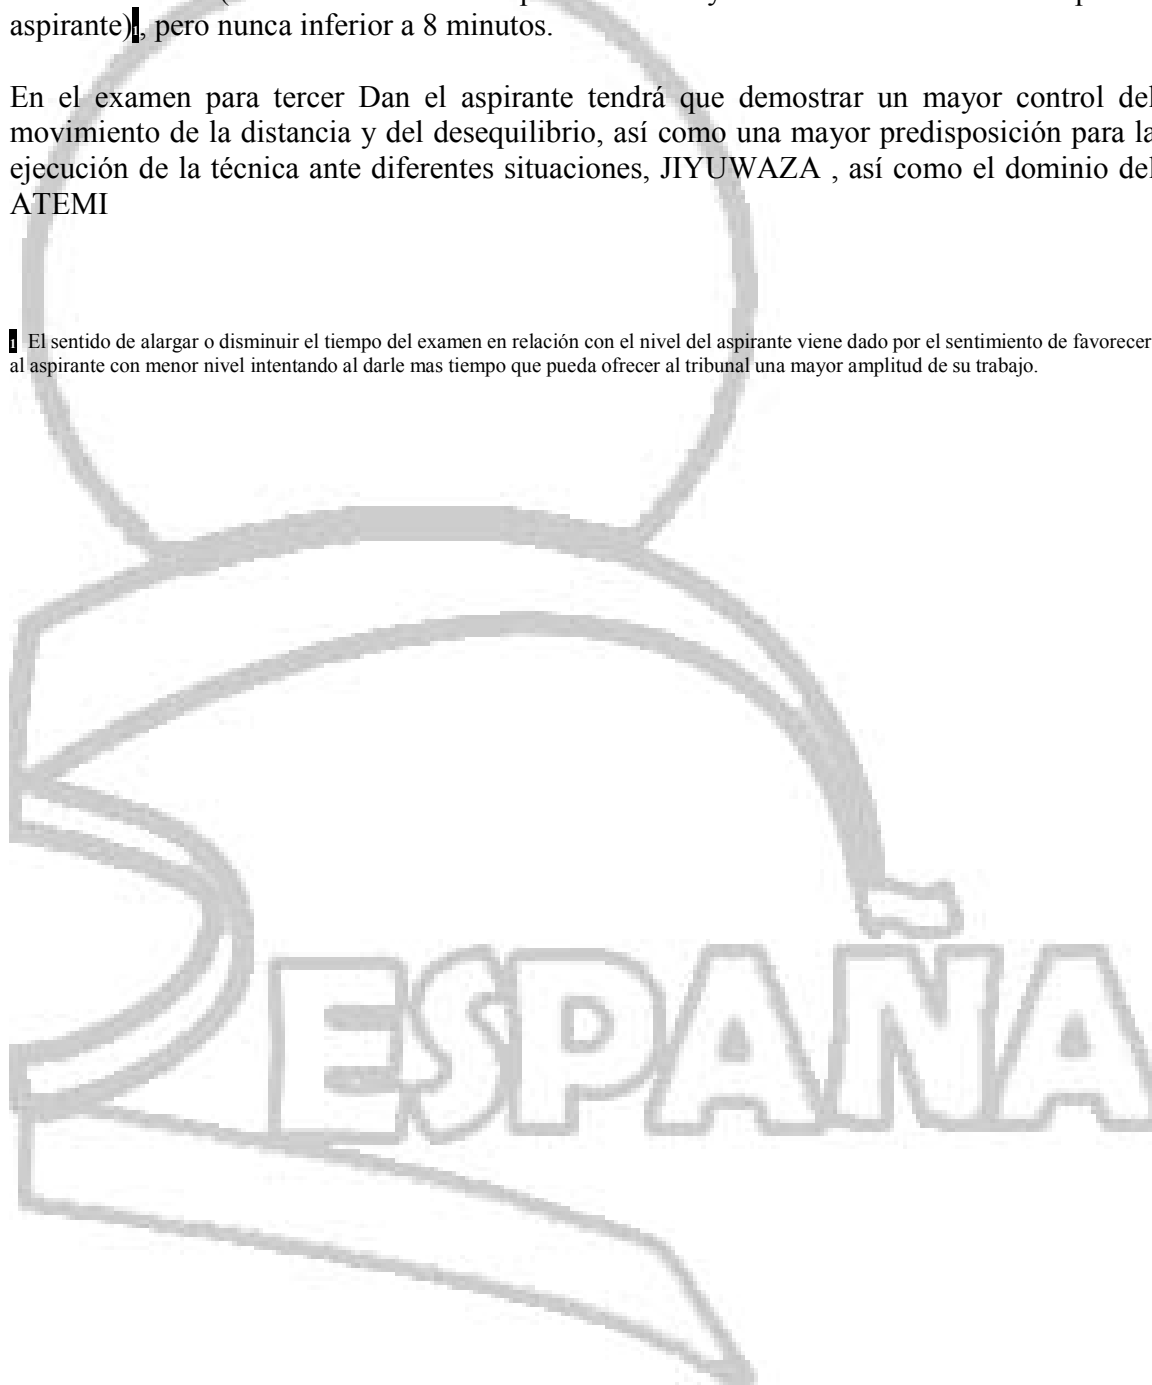 aspirante)1, pero nunca inferior a 8 minutos.
En el examen para tercer Dan el aspirante tendrá que demostrar un mayor control del
movimiento de la distancia y del desequilibrio, así como una mayor predisposición para la
ejecución de la técnica ante diferentes situaciones, JIYUWAZA , así como el dominio del
ATEMI
1 El sentido de alargar o disminuir el tiempo del examen en relación con el nivel del aspirante viene dado por el sentimiento de favorecer
al aspirante con menor nivel intentando al darle mas tiempo que pueda ofrecer al tribunal una mayor amplitud de su trabajo.
ESPAÑA